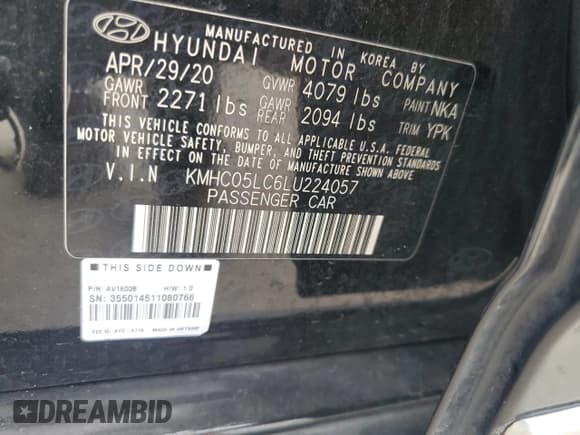 MANUFACTURED IN KOREA BY
HYUNDAI MOTOR COMPANY
APR/29/20 GVWR 4079 lbs PAINT NKA
GAWR FRONT 2271 lbs GAWR REAR 2094 lbs TRIM YPK
THIS VEHICLE CONFORMS TO ALL APPLICABLE U.S.A. FEDERAL
MOTOR VEHICLE SAFETY, BUMPER, AND THEFT PREVENTION STANDARDS
IN EFFECT ON THE DATE OF MANUFACTURE SHOWN ABOVE.
V.I.N KMHC05LC6LU224057
PASSENGER CAR
THIS SIDE DOWN
P/N: AV1600B H/W: 1.0
SN: 355014511080766
FCC ID:
DREAMBID